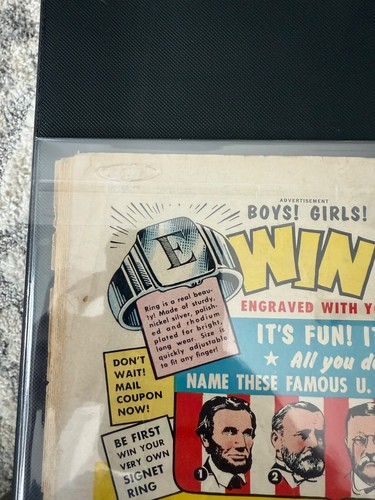 ADVERTISEMENT
BOYS! GIRLS!
E
WIN
ENGRAVED WITH Y
Ring is a real beau-
ty! Made of sturdy,
nickel silver, polish-
ed and rhodium
plated for bright,
long wear. Size is
quickly adjustable
to fit any finger!
IT'S FUN! IT
All you d
DON'T
WAIT!
MAIL
COUPON
NOW!
NAME THESE FAMOUS U.
BE FIRST
WIN YOUR
VERY OWN
SIGNET
RING
1
2